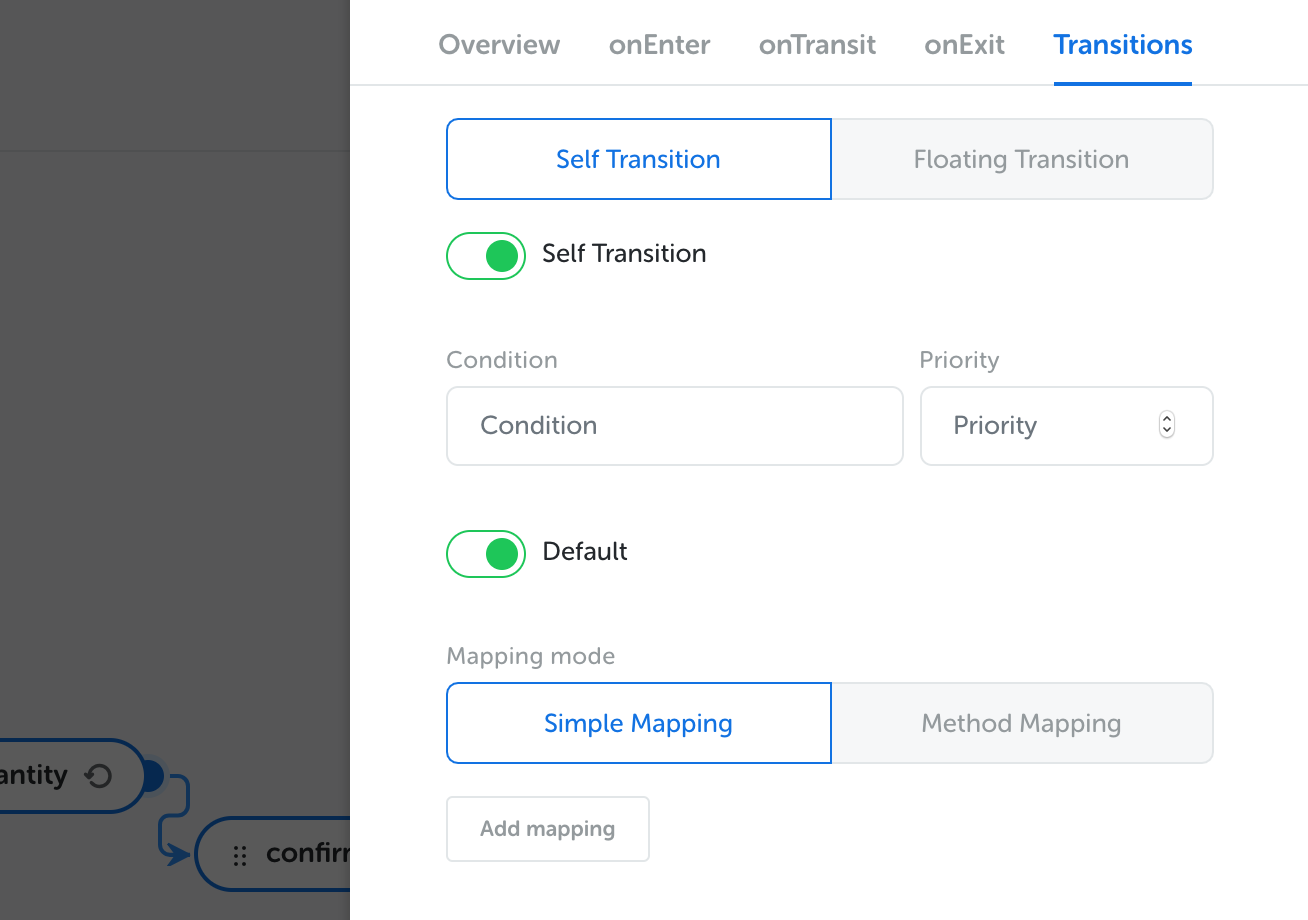 Overview onEnter onTransit onExit Transitions
Self Transition Floating Transition
Self Transition
Condition Priority
Condition Priority
Default
Mapping mode
Simple Mapping Method Mapping
antity
Add mapping
confirr